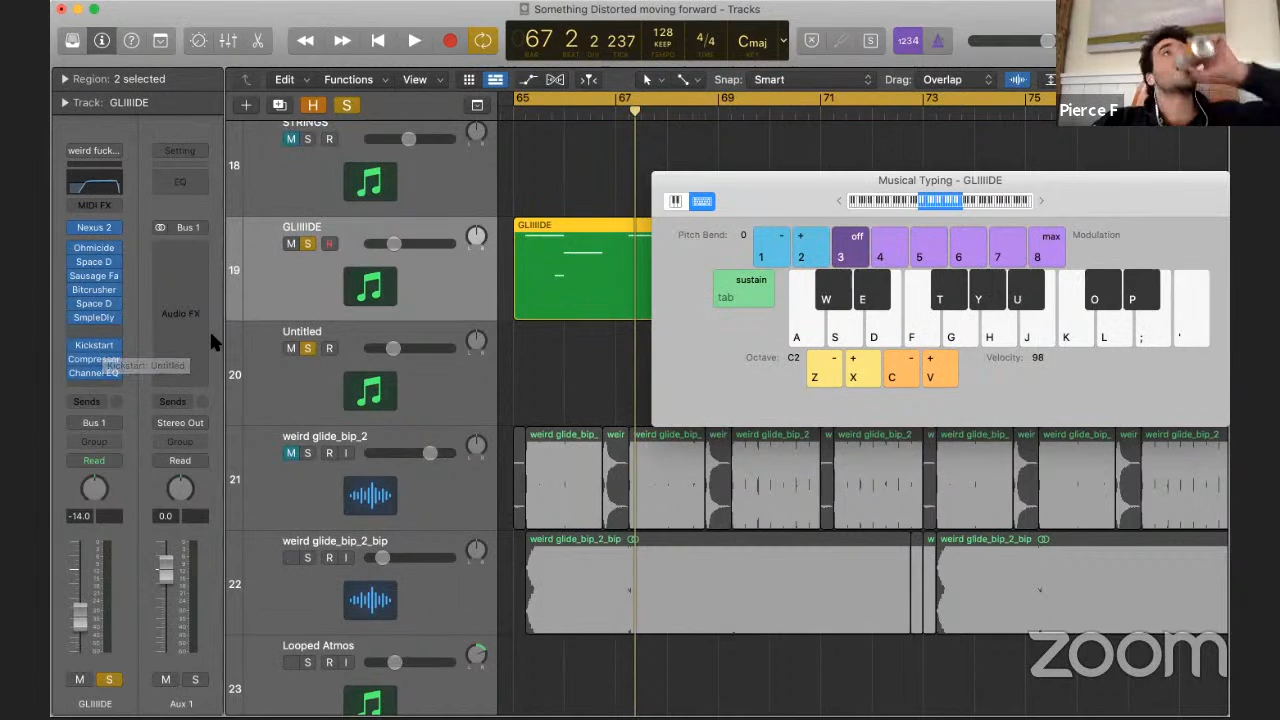 Something Distorted moving forward - Tracks
67 2 2 237
BEAT
128
KEEP
TEMPO
4/4
Cmaj
KEY
1234
S
Region: 2 selected
Edit Functions View
Snap: Smart
Drag: Overlap
Track: GLIIIIDE
H S
65 67 69 71 73 75
Pierce F
weird fuck...
Setting
EQ
MIDI FX
Nexus 2
Bus 1
Ohmicide
Space D
Sausage Fa
Bitcrusher
Space D
SmpleDly
Audio FX
Kickstart
Compressor
Kickstart: Untitled
Channel EQ
Sends Sends
Bus 1 Stereo Out
Group Group
Read Read
-14.0 0.0
M S M S
GLIIIIDE Aux 1
STRINGS
M S R
18
GLIIIIDE
M S R
19
Untitled
M S R
20
weird glide_bip_2
M S R I
21
weird glide_bip_2_bip
S R I
22
Looped Atmos
S R I
23
GLIIIIDE
Musical Typing - GLIIIIDE
Pitch Bend: 0
- +
1 2
off
3 4 5 6 7 8
max
Modulation
sustain
tab
W E T Y U O P
A S D F G H J K L ; '
Octave: C2
- +
Z X
- +
C V
Velocity: 98
weird glide_bip_ weir weird glide_bip_ weir weird glide_bip_2 w weird glide_bip_2 w weird glide_bip_ weir weird glide_bip_ weir weird glide_bip_2
weird glide_bip_2_bip w weird glide_bip_2_bip
zoom